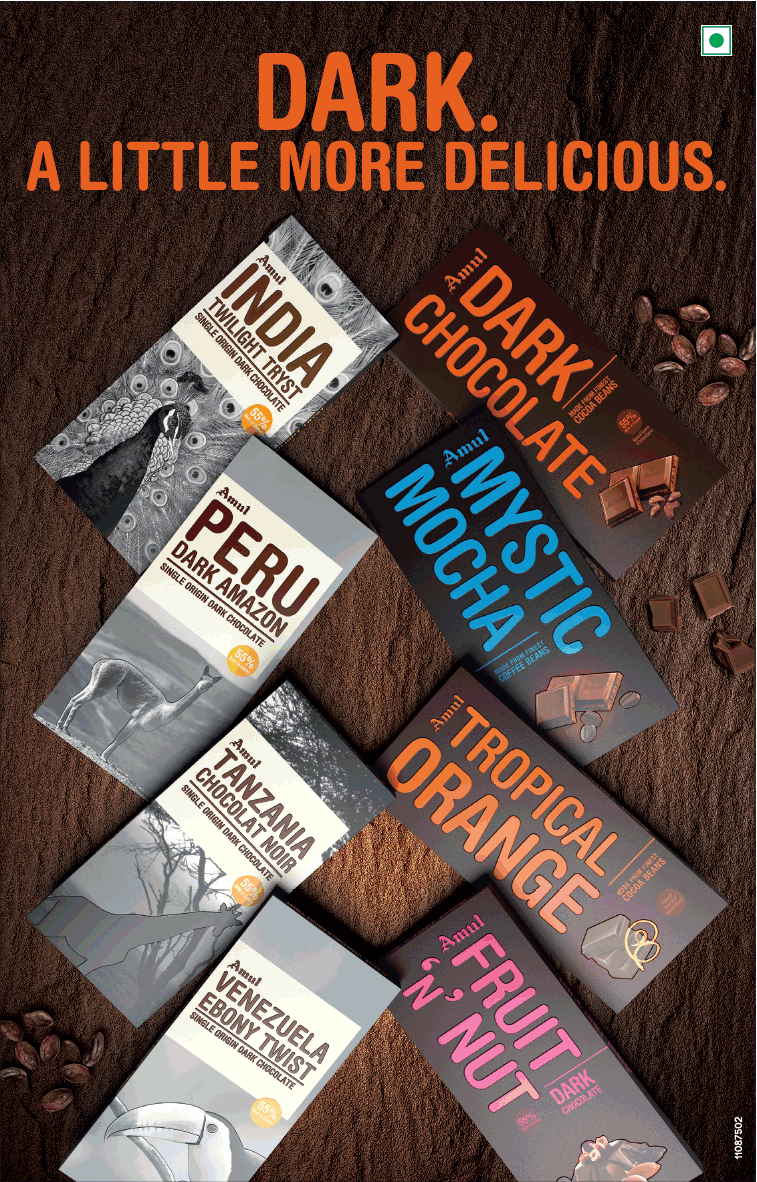 DARK.
A LITTLE MORE DELICIOUS.
Amul
INDIA
TWILIGHT TRYST
SINGLE ORIGIN DARK CHOCOLATE
55%
Amul
DARK
CHOCOLATE
MADE FROM FINEST
COCOA BEANS
55%
Amul
PERU
DARK AMAZON
SINGLE ORIGIN DARK CHOCOLATE
55%
Amul
MYSTIC
MOCHA
MADE FROM FINEST
COFFEE BEANS
Amul
TANZANIA
CHOCOLAT NOIR
SINGLE ORIGIN DARK CHOCOLATE
55%
Amul
TROPICAL
ORANGE
MADE FROM FINEST
COCOA BEANS
Amul
VENEZUELA
EBONY TWIST
SINGLE ORIGIN DARK CHOCOLATE
55%
Amul
FRUIT
'N' NUT
DARK
CHOCOLATE
55%
11087502